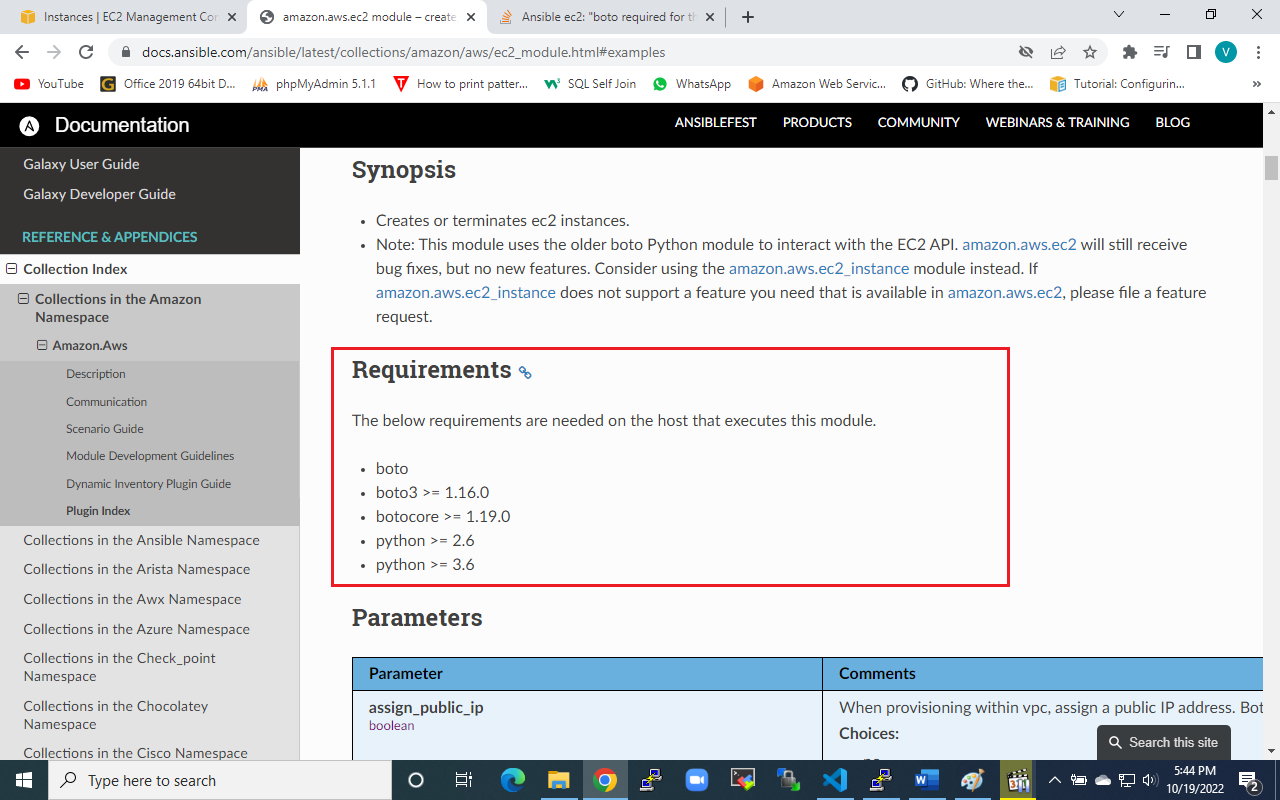 Instances | EC2 Management Con
amazon.aws.ec2 module – create
Ansible ec2: "boto required for th
docs.ansible.com/ansible/latest/collections/amazon/aws/ec2_module.html#examples
V
YouTube
Office 2019 64bit D...
phpMyAdmin 5.1.1
How to print patter...
SQL Self Join
WhatsApp
Amazon Web Servic...
GitHub: Where the...
Tutorial: Configurin...
»
Documentation
ANSIBLEFEST
PRODUCTS
COMMUNITY
WEBINARS & TRAINING
BLOG
Galaxy User Guide
Galaxy Developer Guide
REFERENCE & APPENDICES
Collection Index
Collections in the Amazon
Namespace
Amazon.Aws
Description
Communication
Scenario Guide
Module Development Guidelines
Dynamic Inventory Plugin Guide
Plugin Index
Collections in the Ansible Namespace
Collections in the Arista Namespace
Collections in the Awx Namespace
Collections in the Azure Namespace
Collections in the Check_point
Namespace
Collections in the Chocolatey
Namespace
Collections in the Cisco Namespace
Synopsis
• Creates or terminates ec2 instances.
• Note: This module uses the older boto Python module to interact with the EC2 API. amazon.aws.ec2 will still receive
bug fixes, but no new features. Consider using the amazon.aws.ec2_instance module instead. If
amazon.aws.ec2_instance does not support a feature you need that is available in amazon.aws.ec2, please file a feature
request.
Requirements
The below requirements are needed on the host that executes this module.
• boto
• boto3 >= 1.16.0
• botocore >= 1.19.0
• python >= 2.6
• python >= 3.6
Parameters
Parameter
Comments
assign_public_ip
boolean
When provisioning within vpc, assign a public IP address. Bot
Choices:
Search this site
Type here to search
5:44 PM
10/19/2022
2